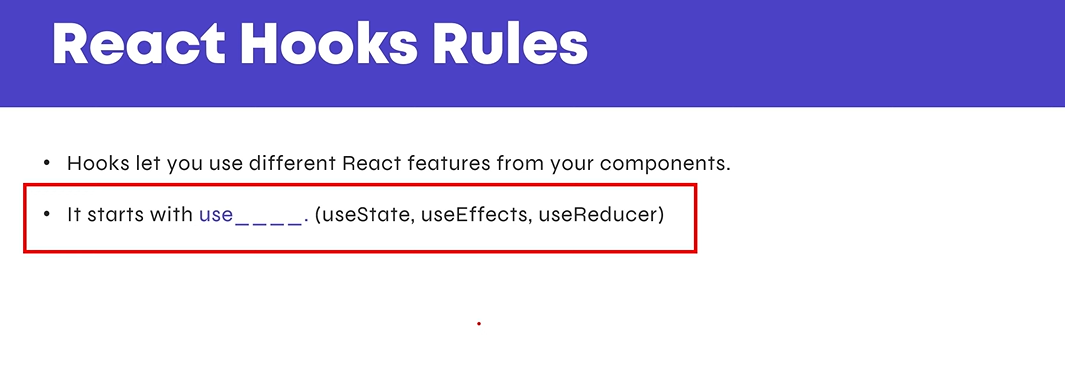 React Hooks Rules
• Hooks let you use different React features from your components.
• It starts with use____. (useState, useEffects, useReducer)